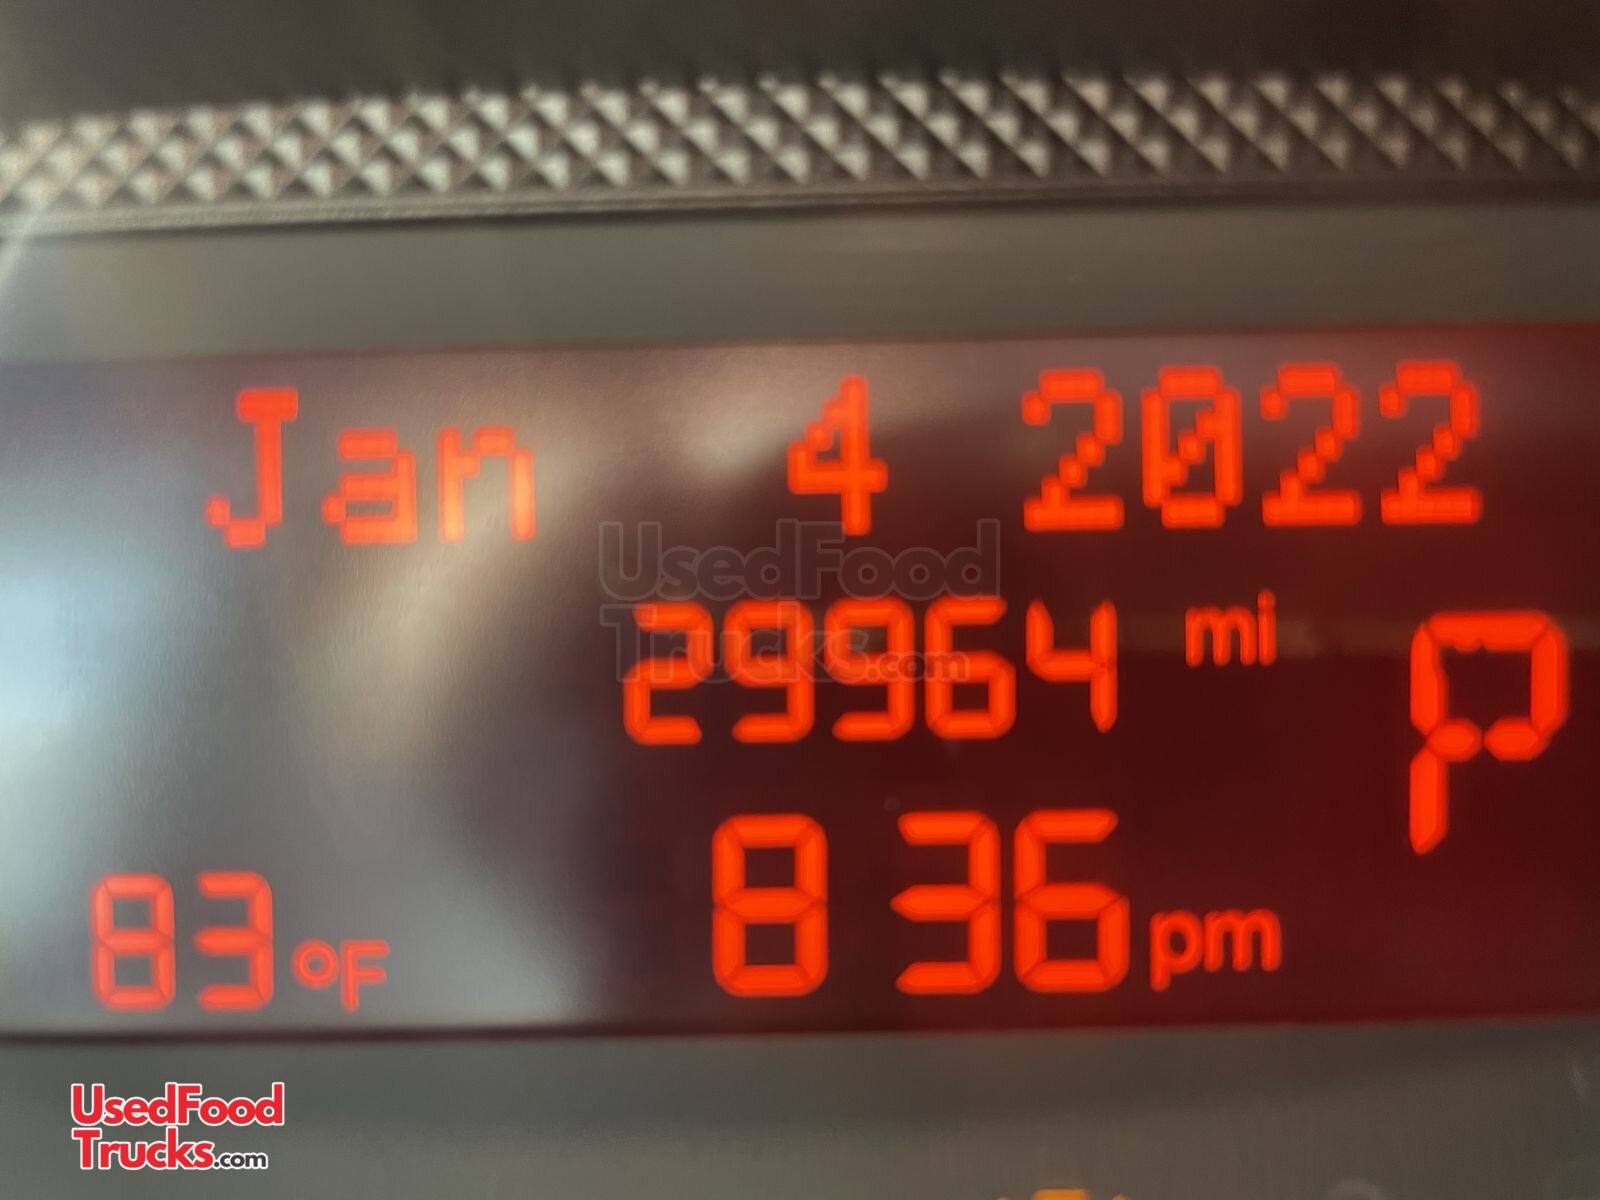 Jan 4 2022
UsedFood
Trucks.com
29964 mi
P
8 36 pm
83 °F
UsedFood
Trucks.com